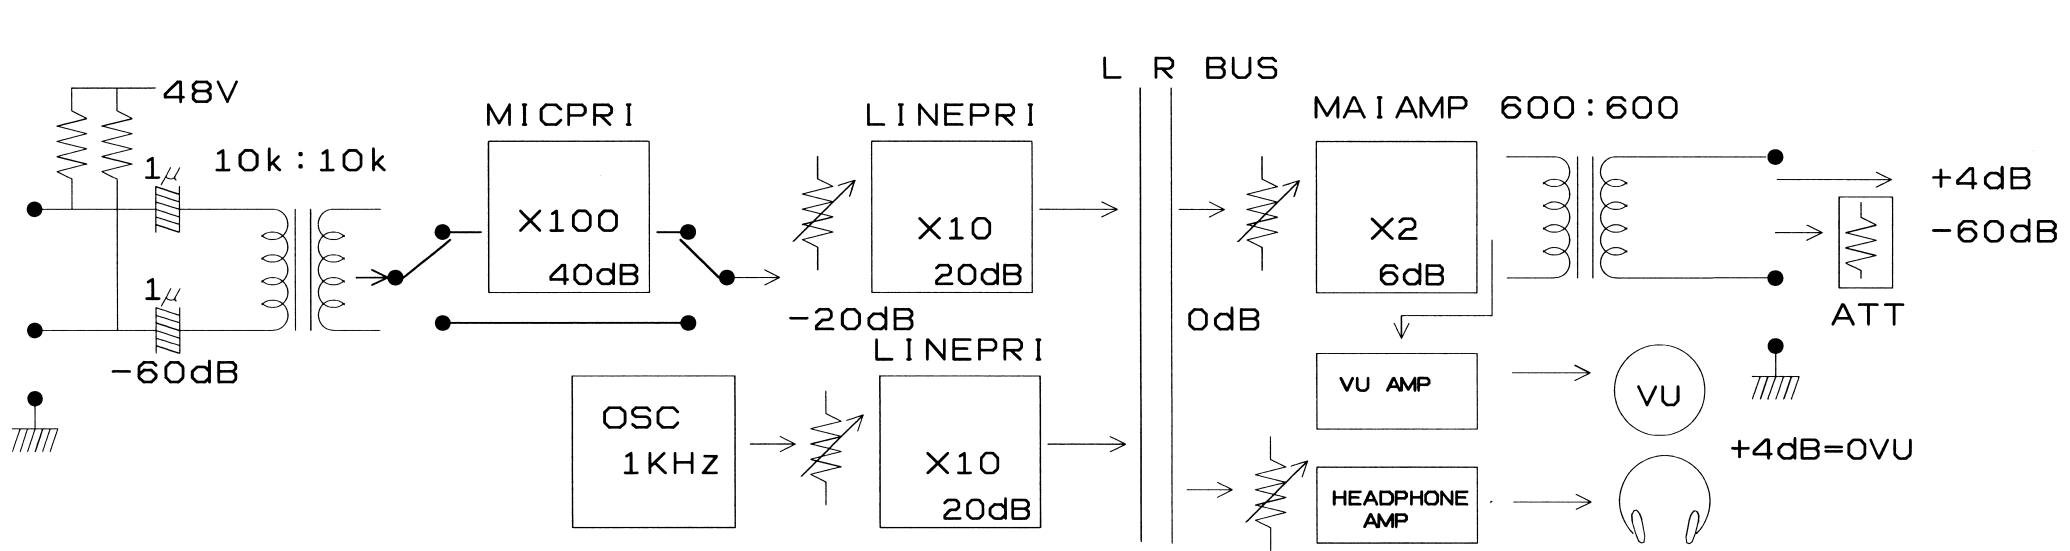 48V
1μ
10k:10k
1μ
-60dB
MICPRI
X100
40dB
LINEPRI
X10
20dB
-20dB
LINEPRI
OSC
1KHz
X10
20dB
L R BUS
0dB
MAIAMP 600:600
X2
6dB
VU AMP
VU
HEADPHONE
AMP
+4dB
-60dB
ATT
+4dB=0VU